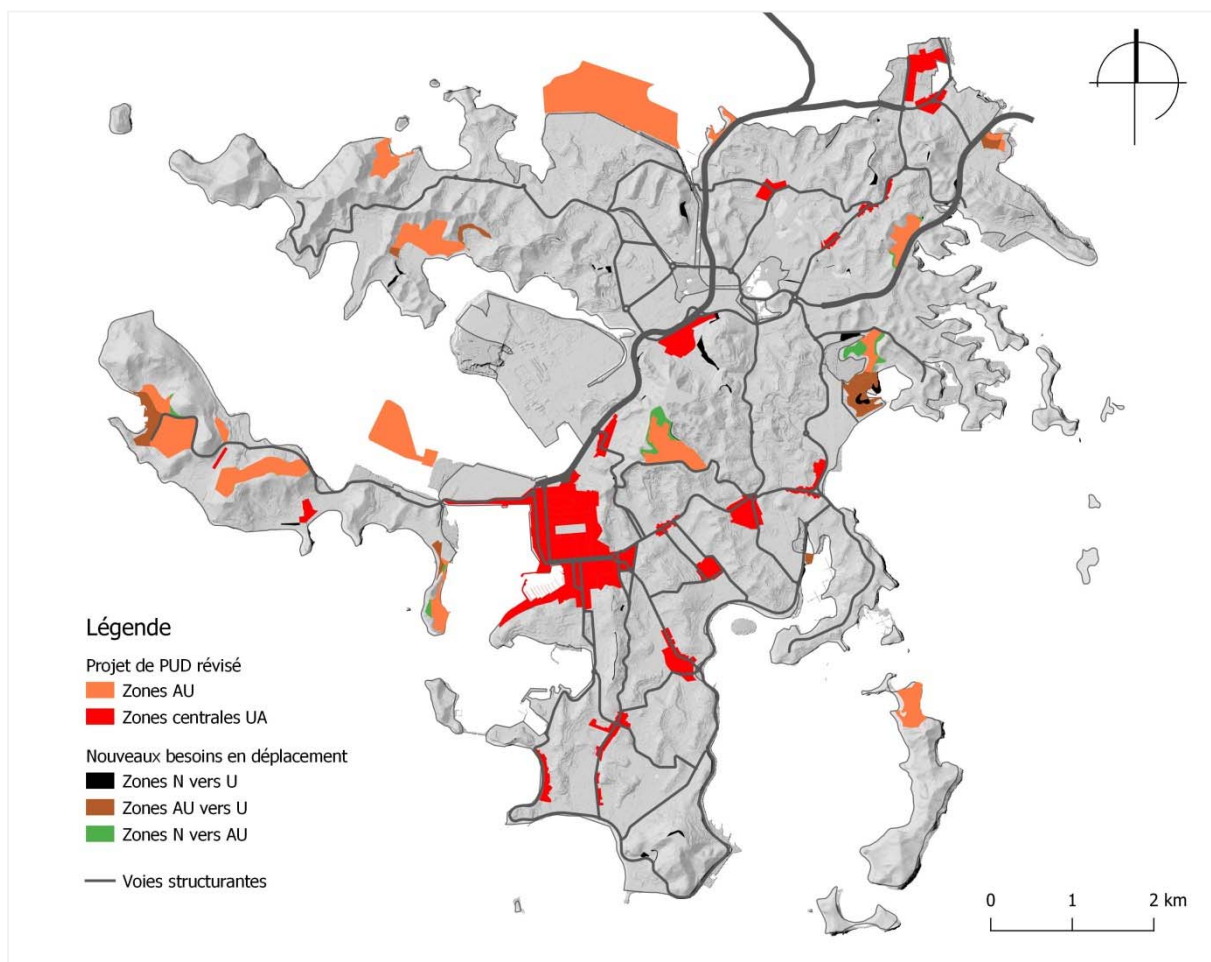 Légende
Projet de PUD révisé
Zones AU
Zones centrales UA
Nouveaux besoins en déplacement
Zones N vers U
Zones AU vers U
Zones N vers AU
Voies structurantes
0 1 2 km